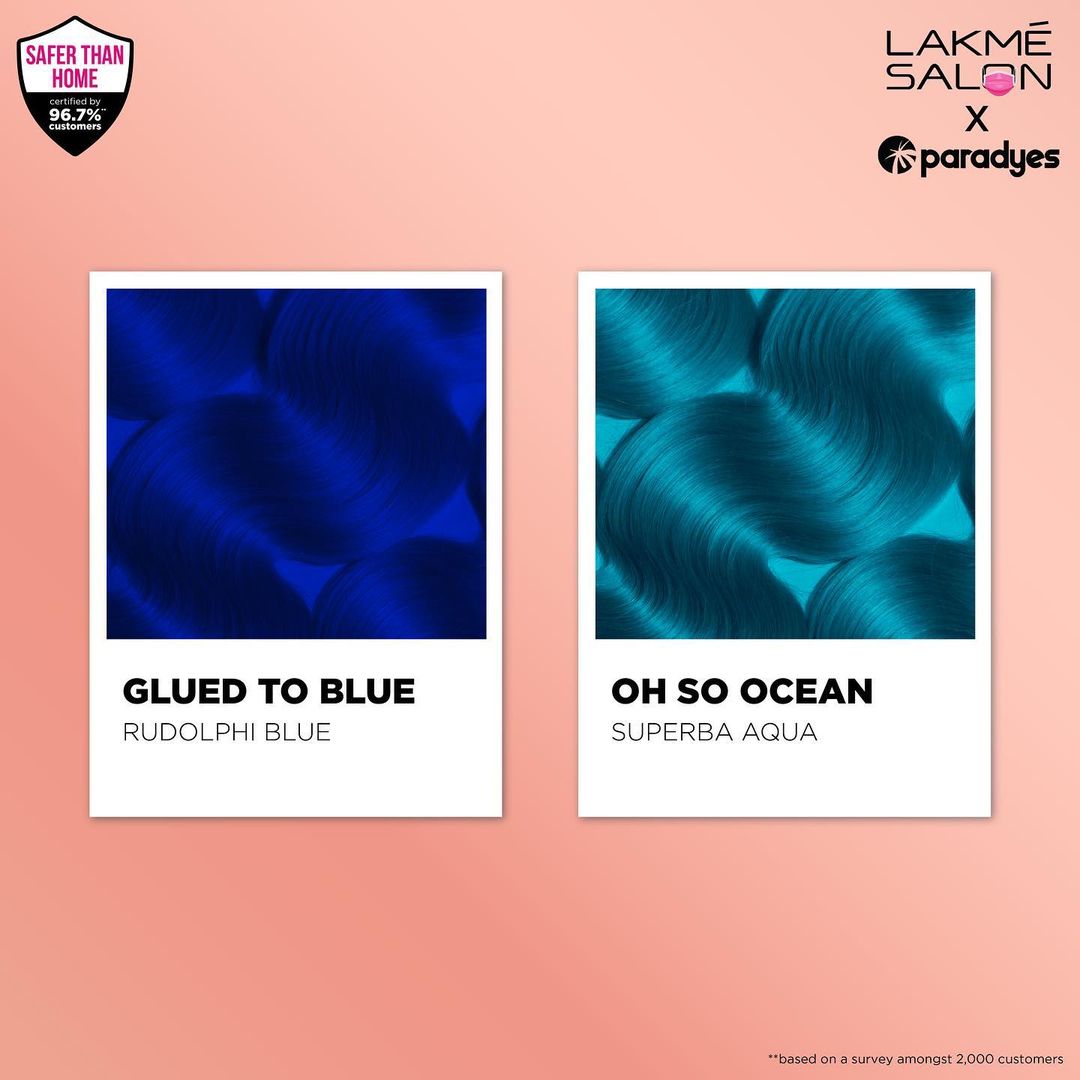 SAFER THAN
HOME
certified by
96.7%**
customers
LAKMÉ
SALON
X
paradyes
GLUED TO BLUE
RUDOLPHI BLUE
OH SO OCEAN
SUPERBA AQUA
**based on a survey amongst 2,000 customers